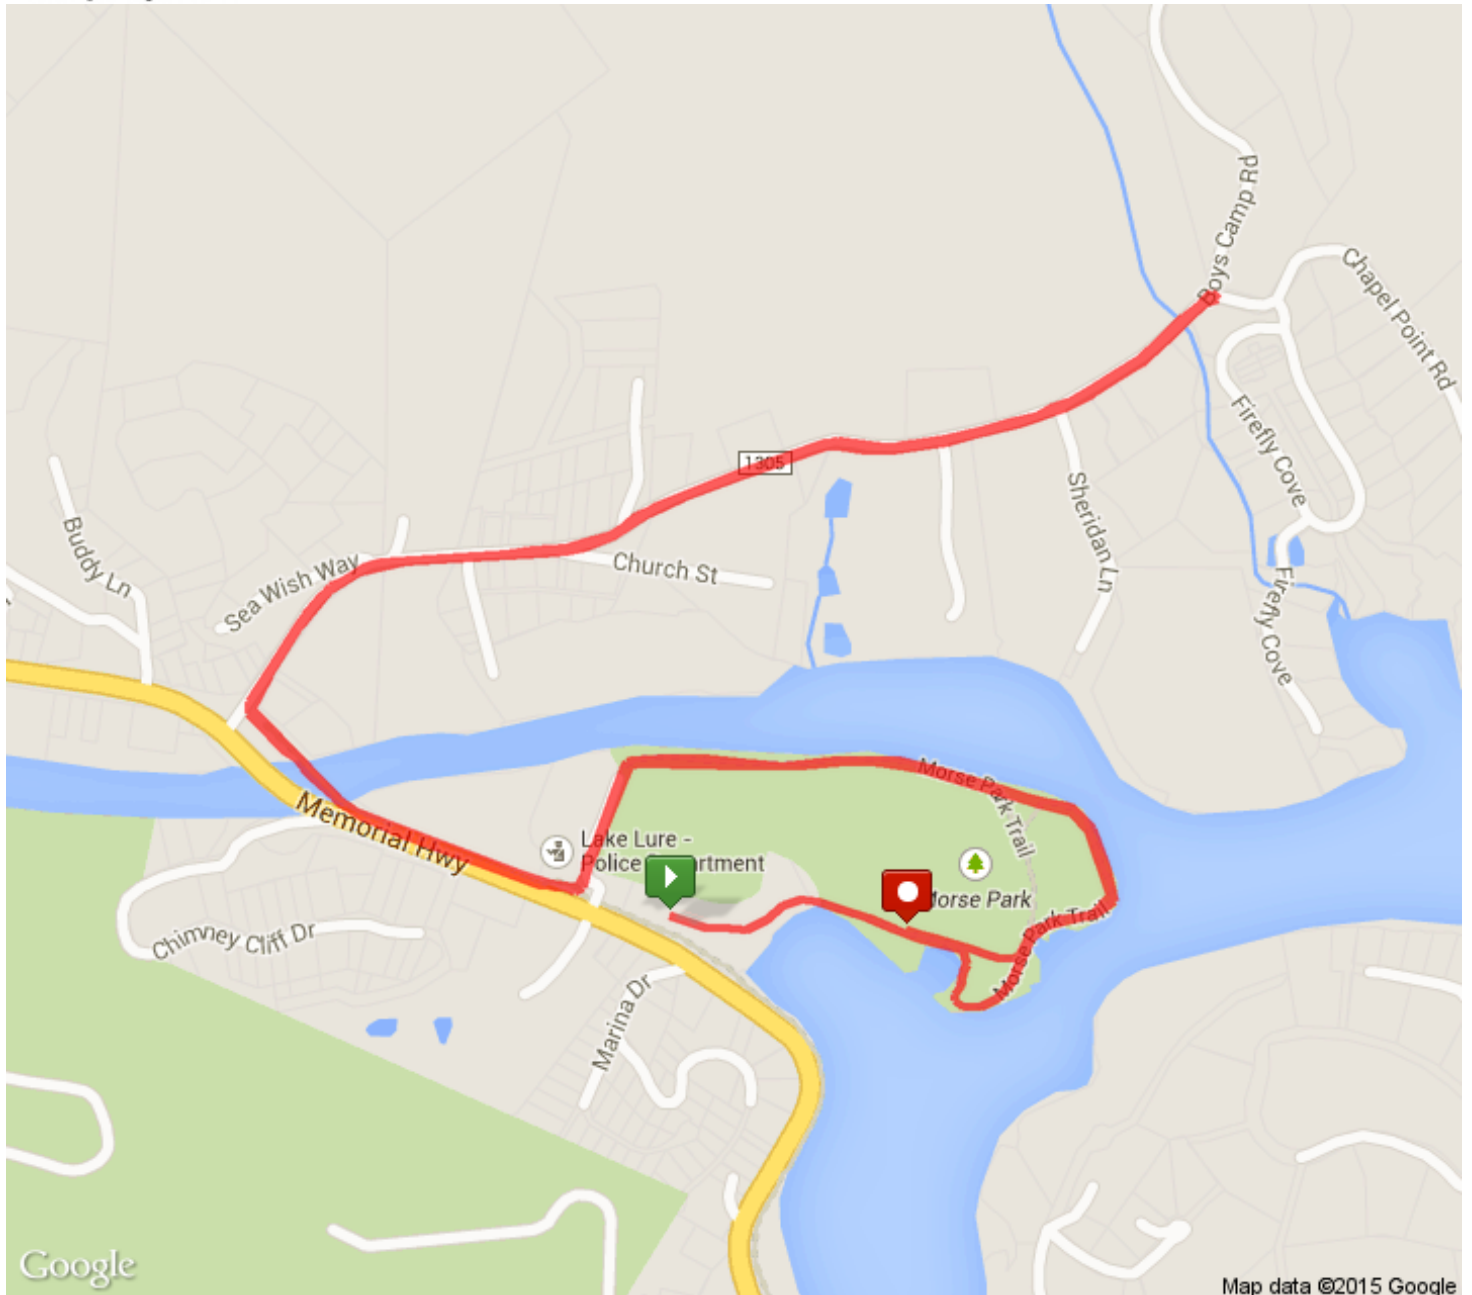 Boys Camp Rd
Chapel Point Rd
Firefly Cove
1305
Sheridan Ln
Buddy Ln
Sea Wish Way
Church St
Firefly Cove
Morse Park Trail
Memorial Hwy
Lake Lure -
Police Department
Morse Park
Morse Park Trail
Chimney Cliff Dr
Marina Dr
Google
Map data ©2015 Google